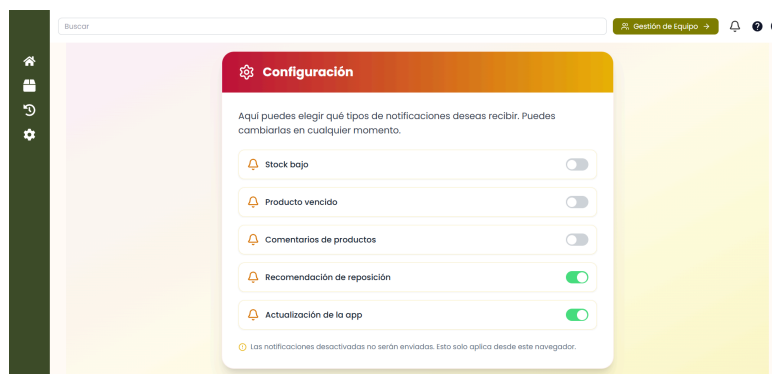 Buscar
Gestión de Equipo →
Configuración
Aquí puedes elegir qué tipos de notificaciones deseas recibir. Puedes
cambiarlas en cualquier momento.
Stock bajo
Producto vencido
Comentarios de productos
Recomendación de reposición
Actualización de la app
Las notificaciones desactivadas no serán enviadas. Esto solo aplica desde este navegador.